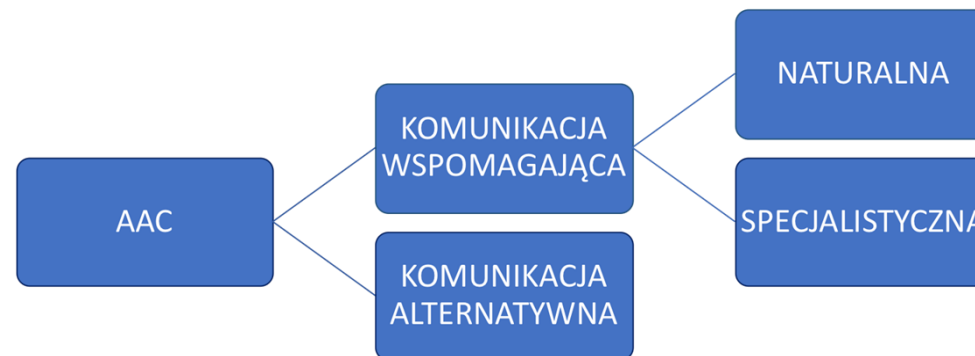 AAC
KOMUNIKACJA
WSPOMAGAJĄCA
KOMUNIKACJA
ALTERNATYWNA
NATURALNA
SPECJALISTYCZNA